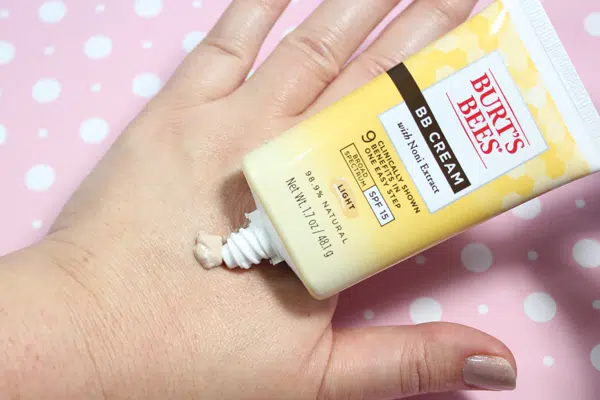 BURT'S
BEES®
BB CREAM
with Noni Extract
9 CLINICALLY SHOWN
BENEFITS IN
ONE EASY STEP
BROAD
SPECTRUM
SPF 15
LIGHT
98.9% NATURAL
Net Wt. 1.7 oz / 48.1g